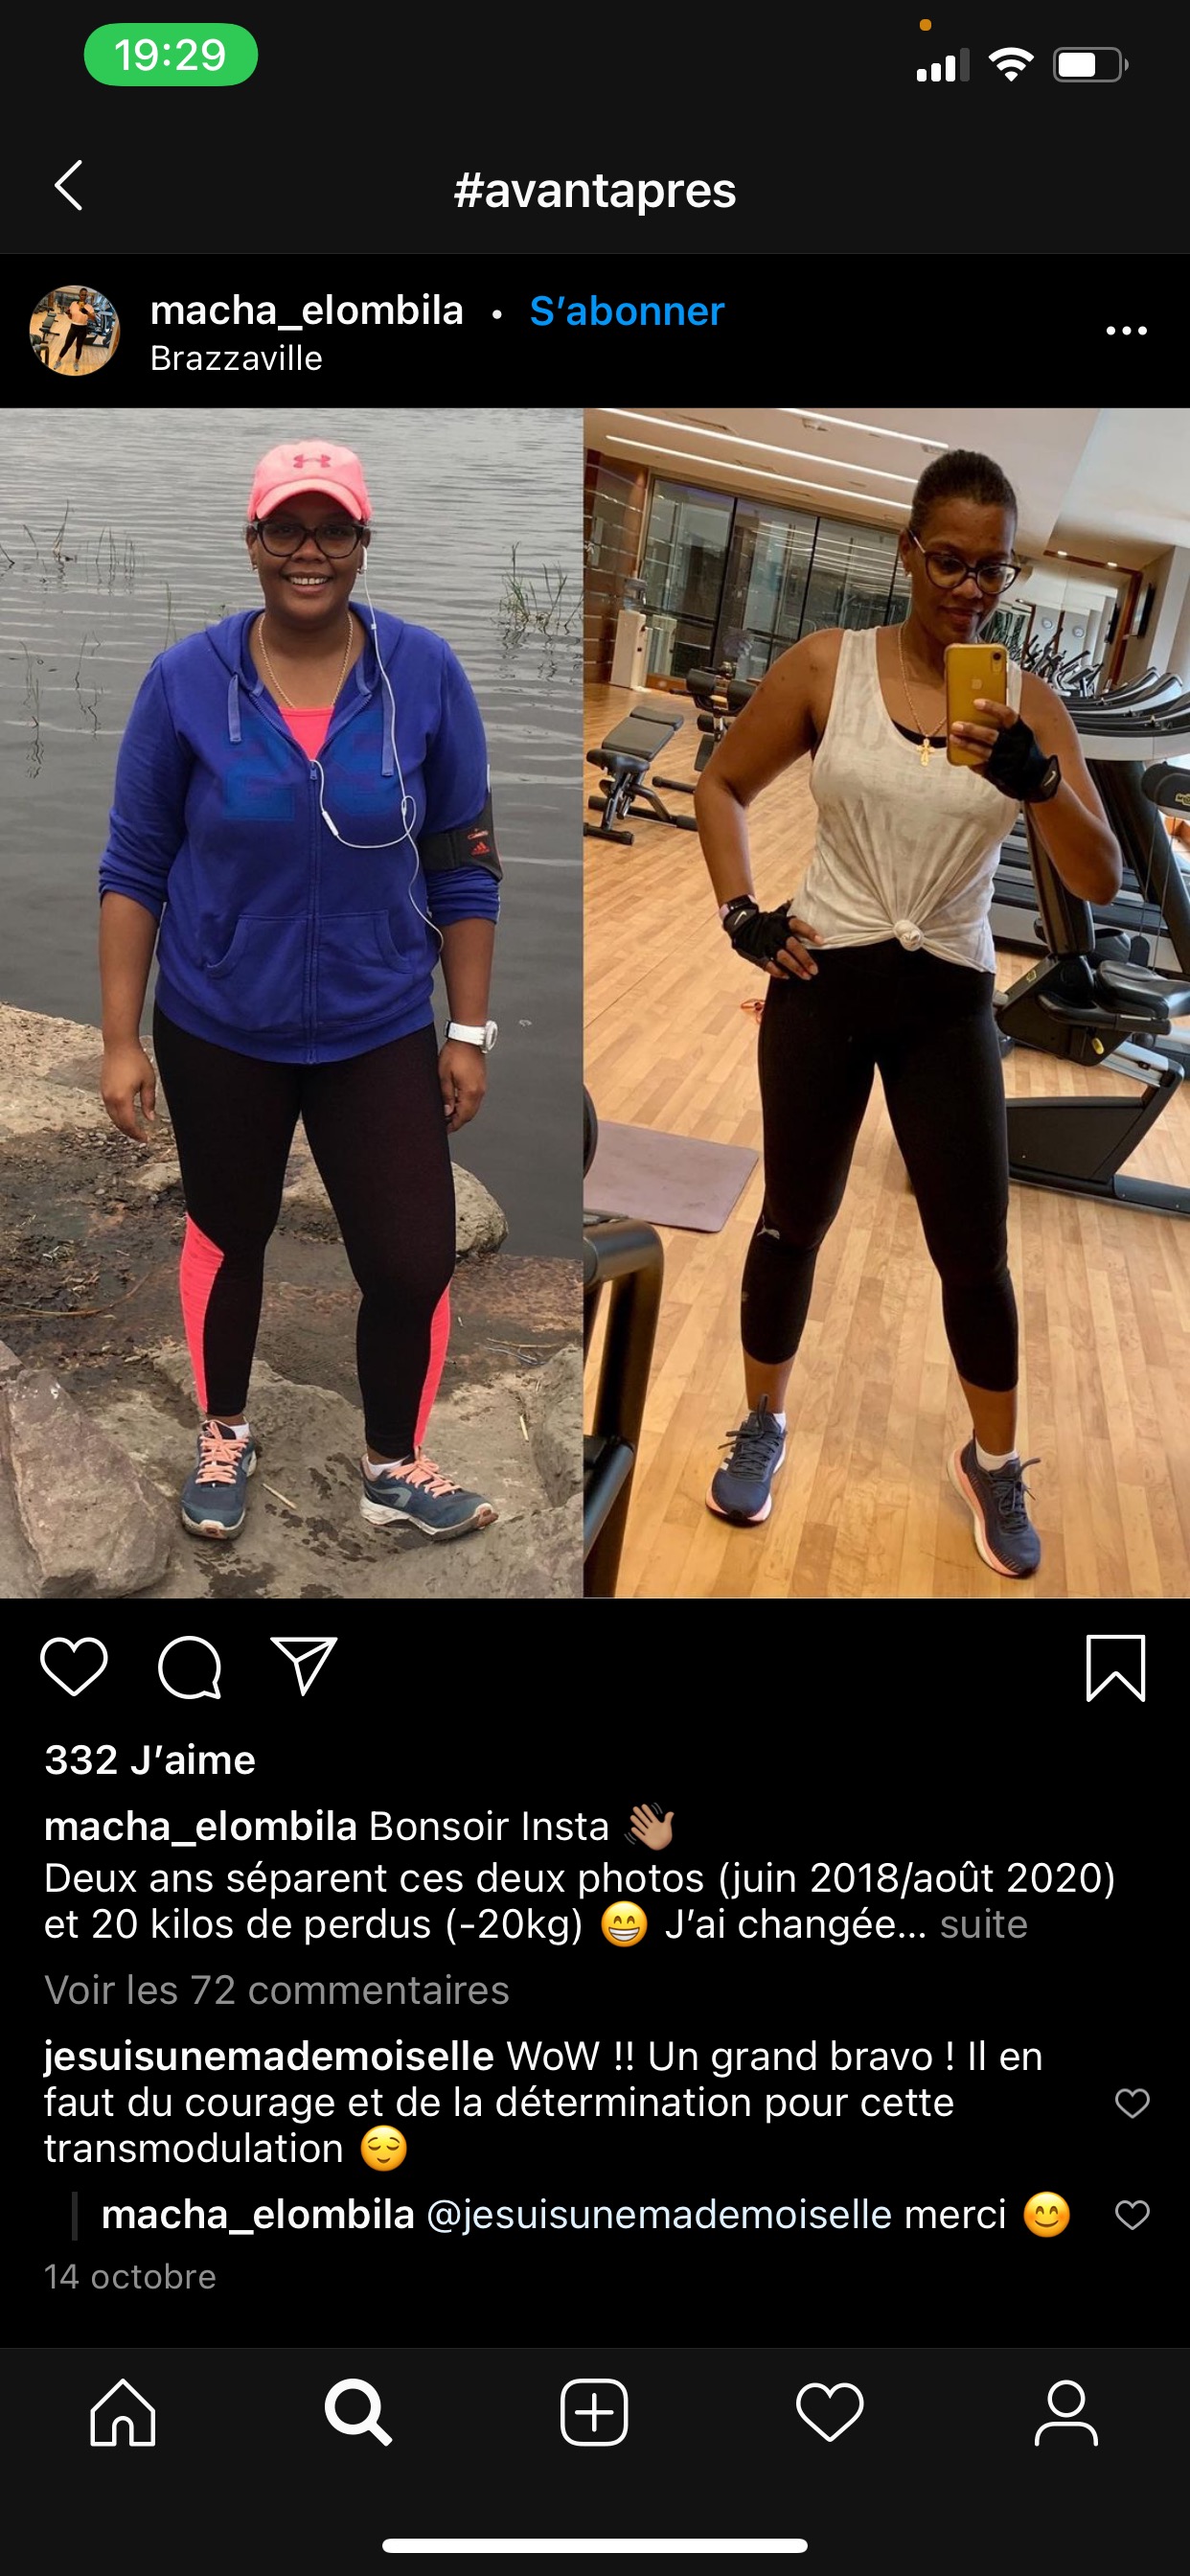 19:29
#avantapres
macha_elombila • S’abonner
Brazzaville
332 J’aime
macha_elombila Bonsoir Insta 👋🏽
Deux ans séparent ces deux photos (juin 2018/août 2020)
et 20 kilos de perdus (-20kg) 😁 J’ai changée... suite
Voir les 72 commentaires
jesuisunemademoiselle WoW !! Un grand bravo ! Il en
faut du courage et de la détermination pour cette
transmodulation 😌
macha_elombila @jesuisunemademoiselle merci 😊
14 octobre